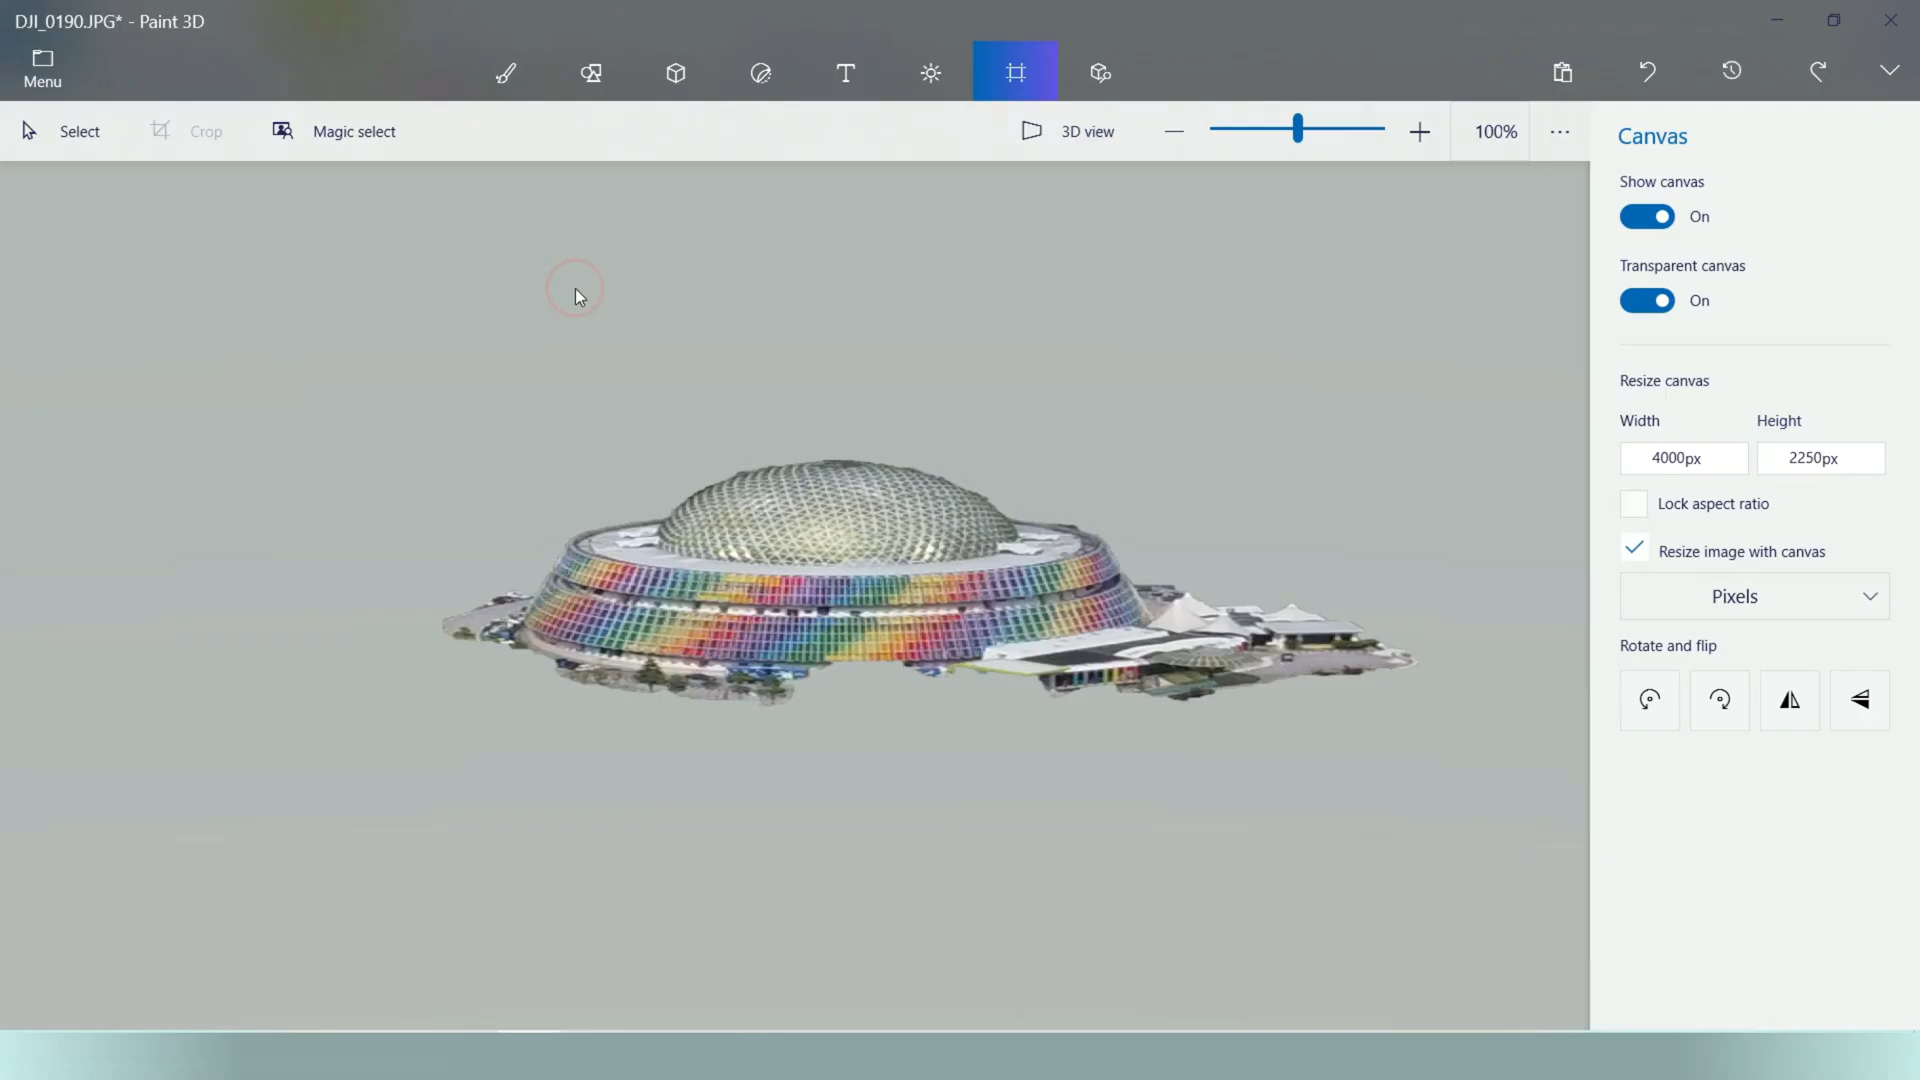 DJI_0190.JPG* - Paint 3D
Menu
Select
Crop
Magic select
3D view
100%
Canvas
Show canvas
On
Transparent canvas
On
Resize canvas
Width Height
4000px 2250px
Lock aspect ratio
Resize image with canvas
Pixels
Rotate and flip